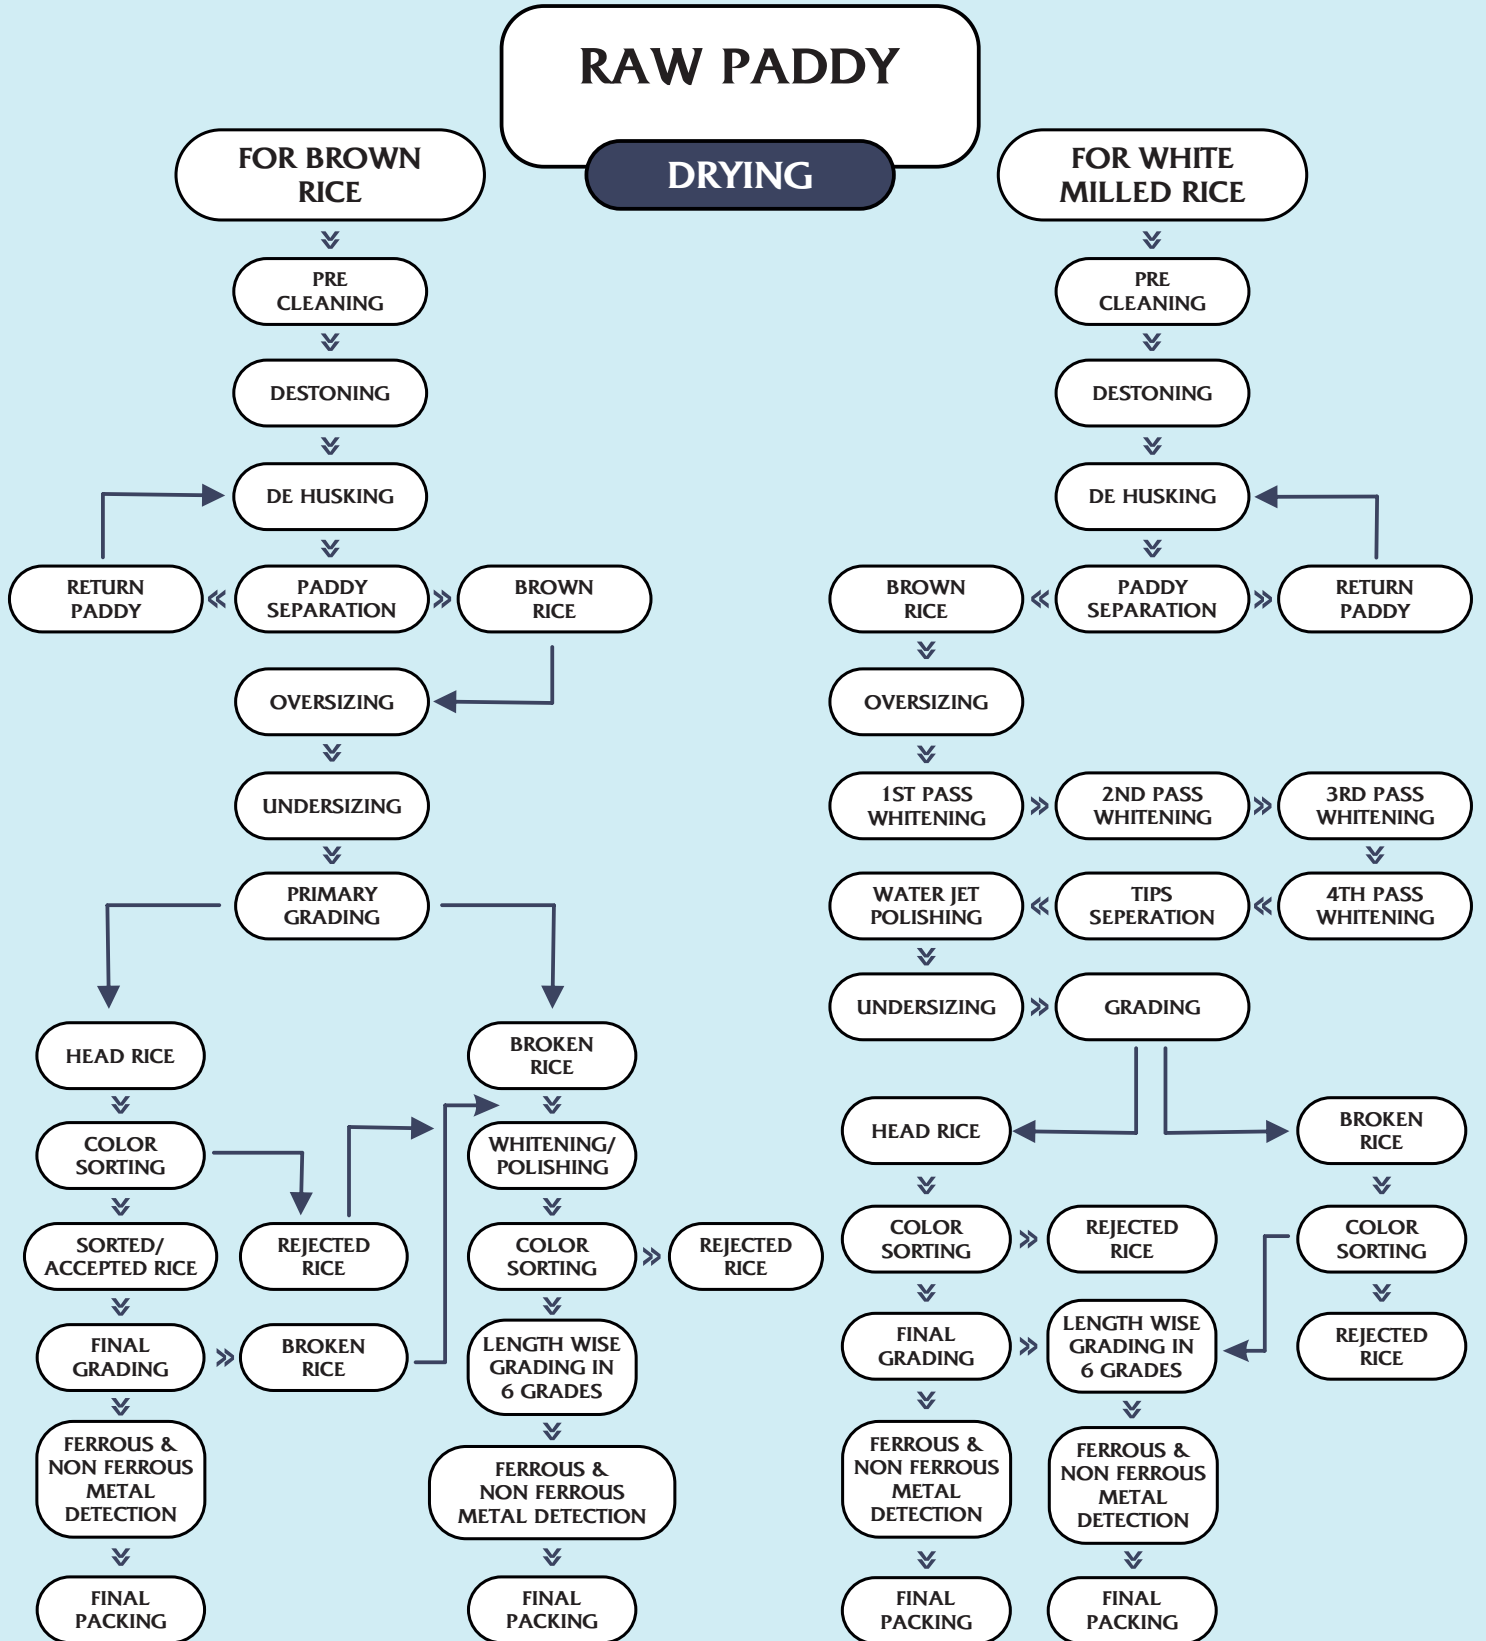 RAW PADDY
DRYING
FOR BROWN
RICE
PRE
CLEANING
DESTONING
DE HUSKING
RETURN
PADDY
PADDY
SEPARATION
BROWN
RICE
OVERSIZING
UNDERSIZING
PRIMARY
GRADING
HEAD RICE
COLOR
SORTING
SORTED/
ACCEPTED RICE
REJECTED
RICE
FINAL
GRADING
BROKEN
RICE
FERROUS &
NON FERROUS
METAL
DETECTION
FINAL
PACKING
BROKEN
RICE
WHITENING/
POLISHING
COLOR
SORTING
REJECTED
RICE
LENGTH WISE
GRADING IN
6 GRADES
FERROUS &
NON FERROUS
METAL DETECTION
FINAL
PACKING
FOR WHITE
MILLED RICE
PRE
CLEANING
DESTONING
DE HUSKING
BROWN
RICE
PADDY
SEPARATION
RETURN
PADDY
OVERSIZING
1ST PASS
WHITENING
2ND PASS
WHITENING
3RD PASS
WHITENING
WATER JET
POLISHING
TIPS
SEPERATION
4TH PASS
WHITENING
UNDERSIZING
GRADING
HEAD RICE
COLOR
SORTING
REJECTED
RICE
FINAL
GRADING
FERROUS &
NON FERROUS
METAL
DETECTION
FINAL
PACKING
BROKEN
RICE
COLOR
SORTING
REJECTED
RICE
LENGTH WISE
GRADING IN
6 GRADES
FERROUS &
NON FERROUS
METAL
DETECTION
FINAL
PACKING